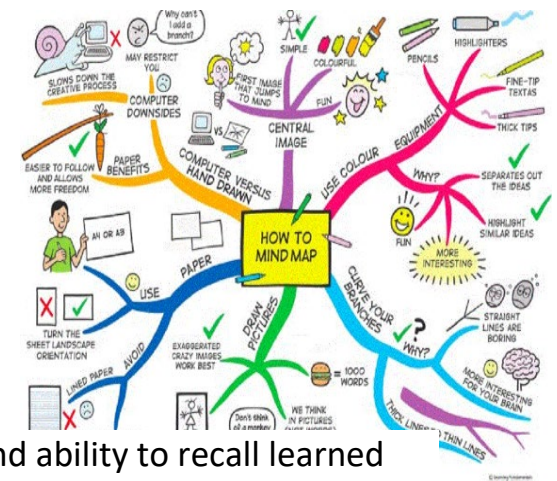 Why can't
I add a
branch?
MAY RESTRICT
YOU
SLOWS DOWN THE
CREATIVE PROCESS
COMPUTER
DOWNSIDES
EASIER TO FOLLOW
AND ALLOWS
MORE FREEDOM
PAPER
BENEFITS
VS
COMPUTER VERSUS
HAND DRAWN
FIRST IMAGE
THAT JUMPS
TO MIND
SIMPLE
COLOURFUL
FUN
CENTRAL
IMAGE
PENCILS
HIGHLIGHTERS
FINE-TIP
TEXTAS
THICK TIPS
EQUIPMENT
USE COLOUR
WHY?
SEPARATES OUT
THE IDEAS
HIGHLIGHT
SIMILAR IDEAS
FUN
MORE
INTERESTING
HOW TO
MIND MAP
A4 OR A3
PAPER
USE
TURN THE
SHEET LANDSCAPE
ORIENTATION
AVOID
LINED PAPER
DRAW
PICTURES
EXAGGERATED
CRAZY IMAGES
WORK BEST
= 1000
WORDS
Don't think
of a monkey
WE THINK
IN PICTURES
CURVE YOUR
BRANCHES
?
WHY?
STRAIGHT
LINES ARE
BORING
MORE INTERESTING
FOR YOUR BRAIN
THICK LINES TO THIN LINES
nd ability to recall learned